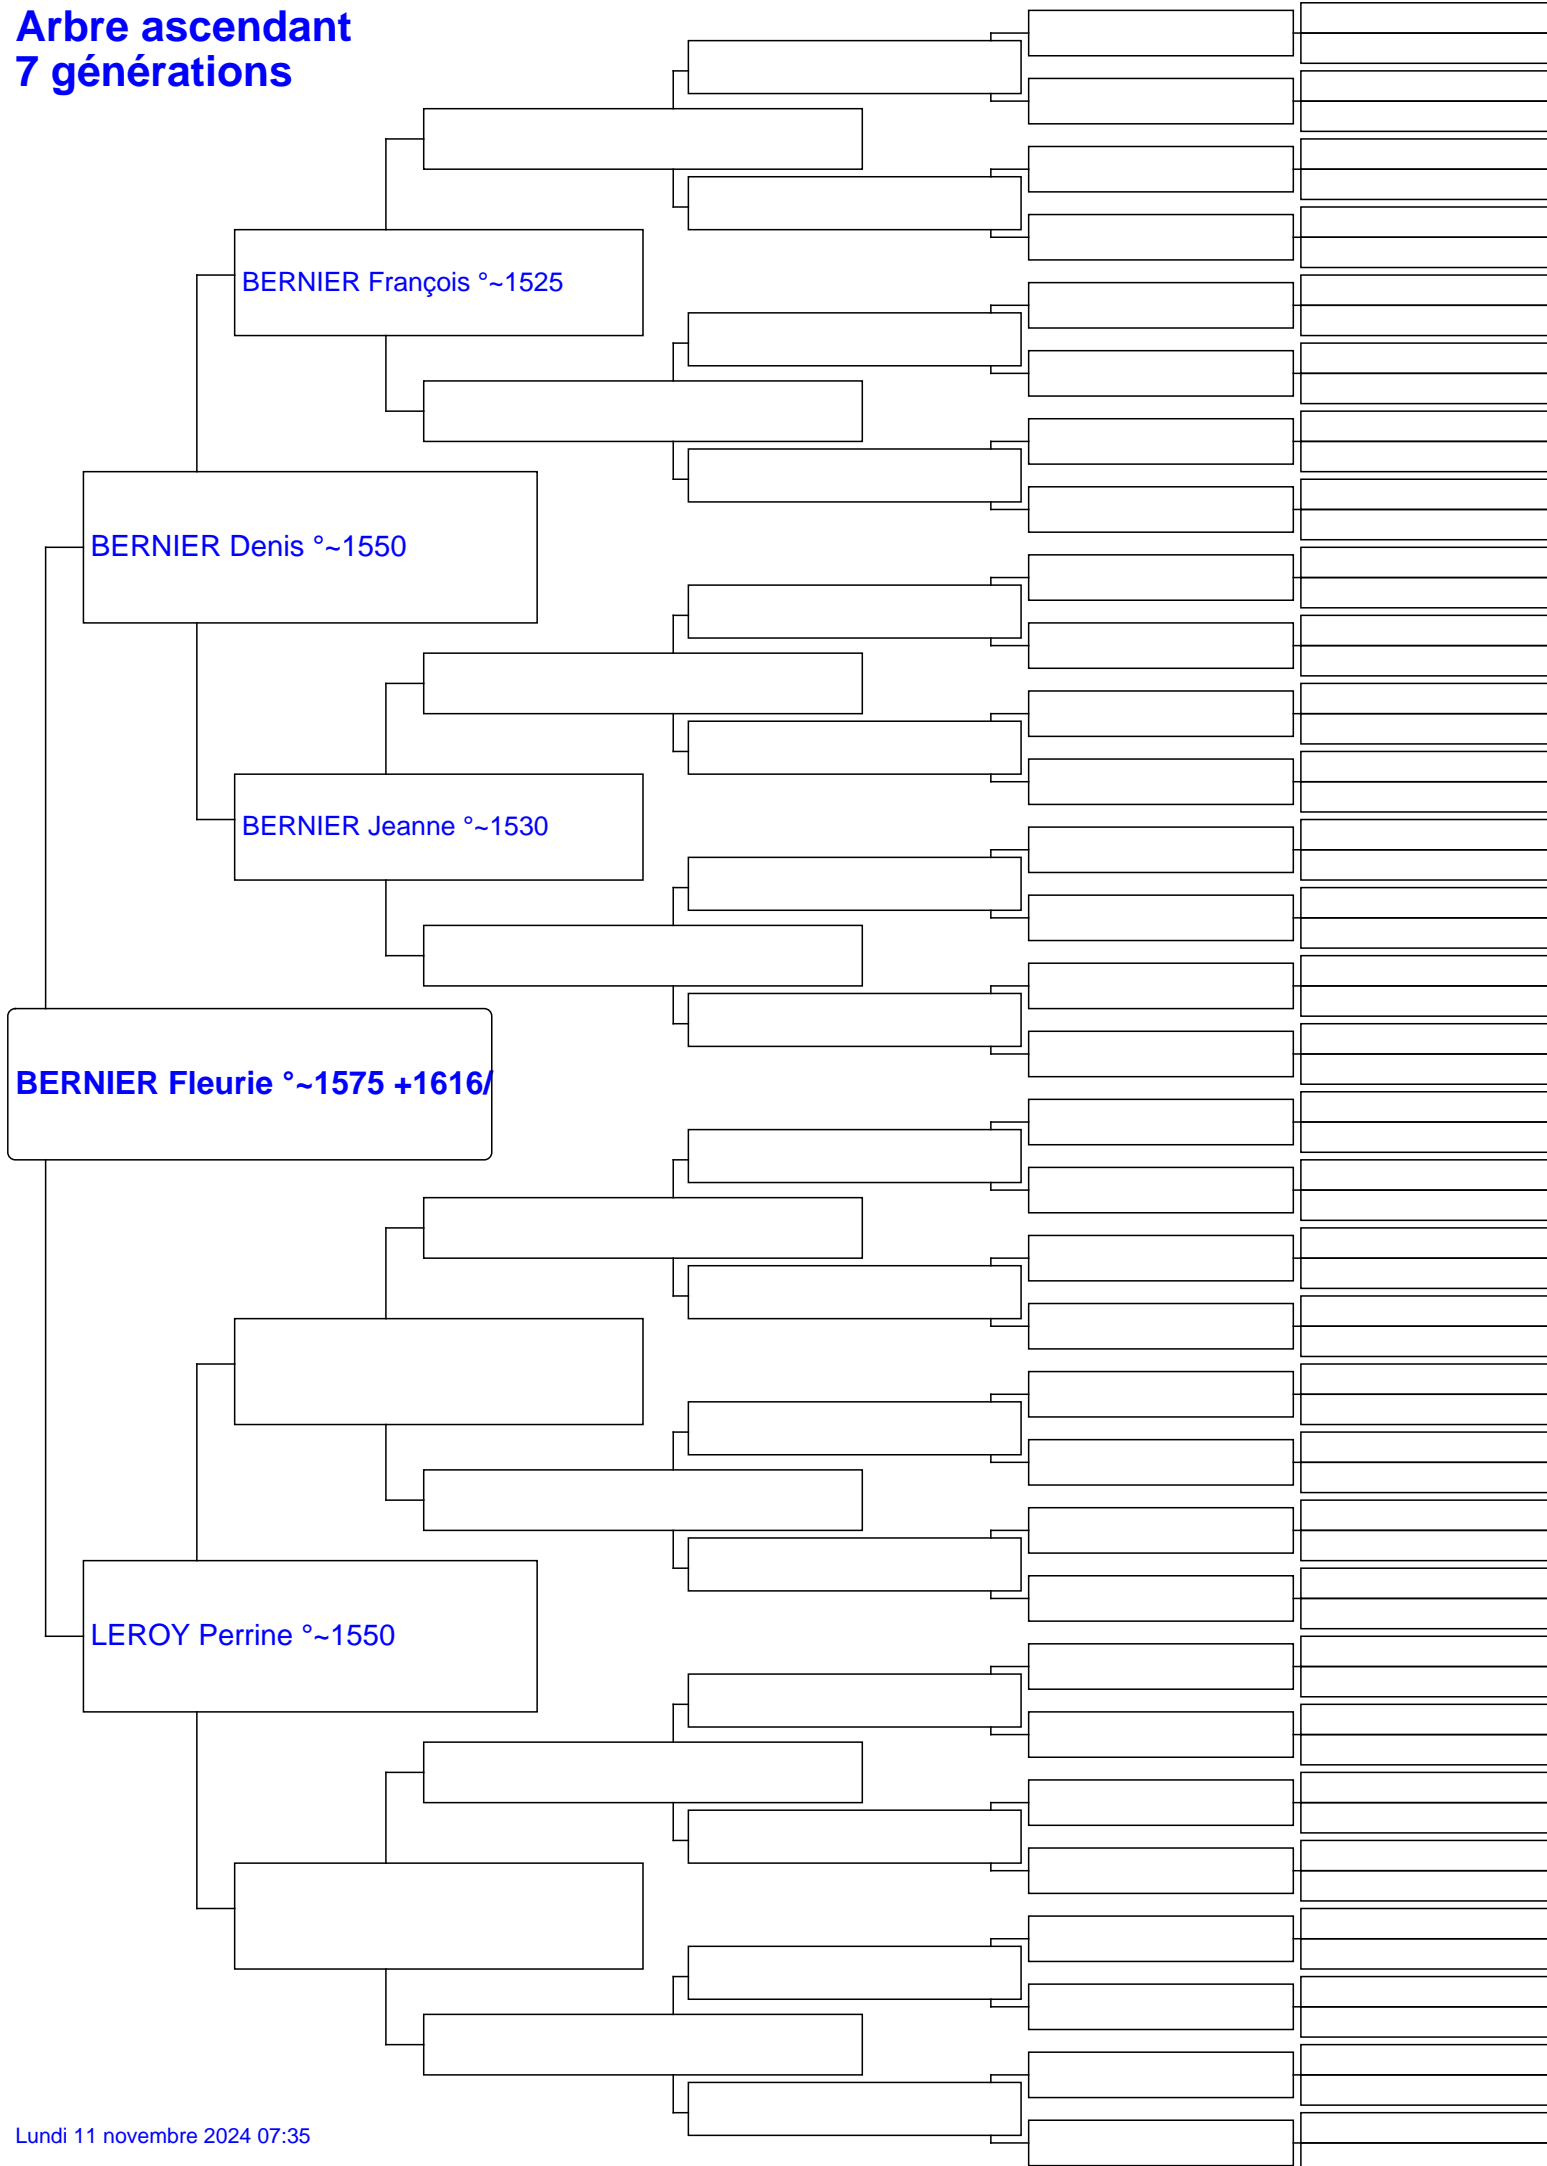 Arbre ascendant
7 générations
BERNIER François °~1525
BERNIER Denis °~1550
BERNIER Jeanne °~1530
BERNIER Fleurie °~1575 +1616/
LEROY Perrine °~1550
Lundi 11 novembre 2024 07:35